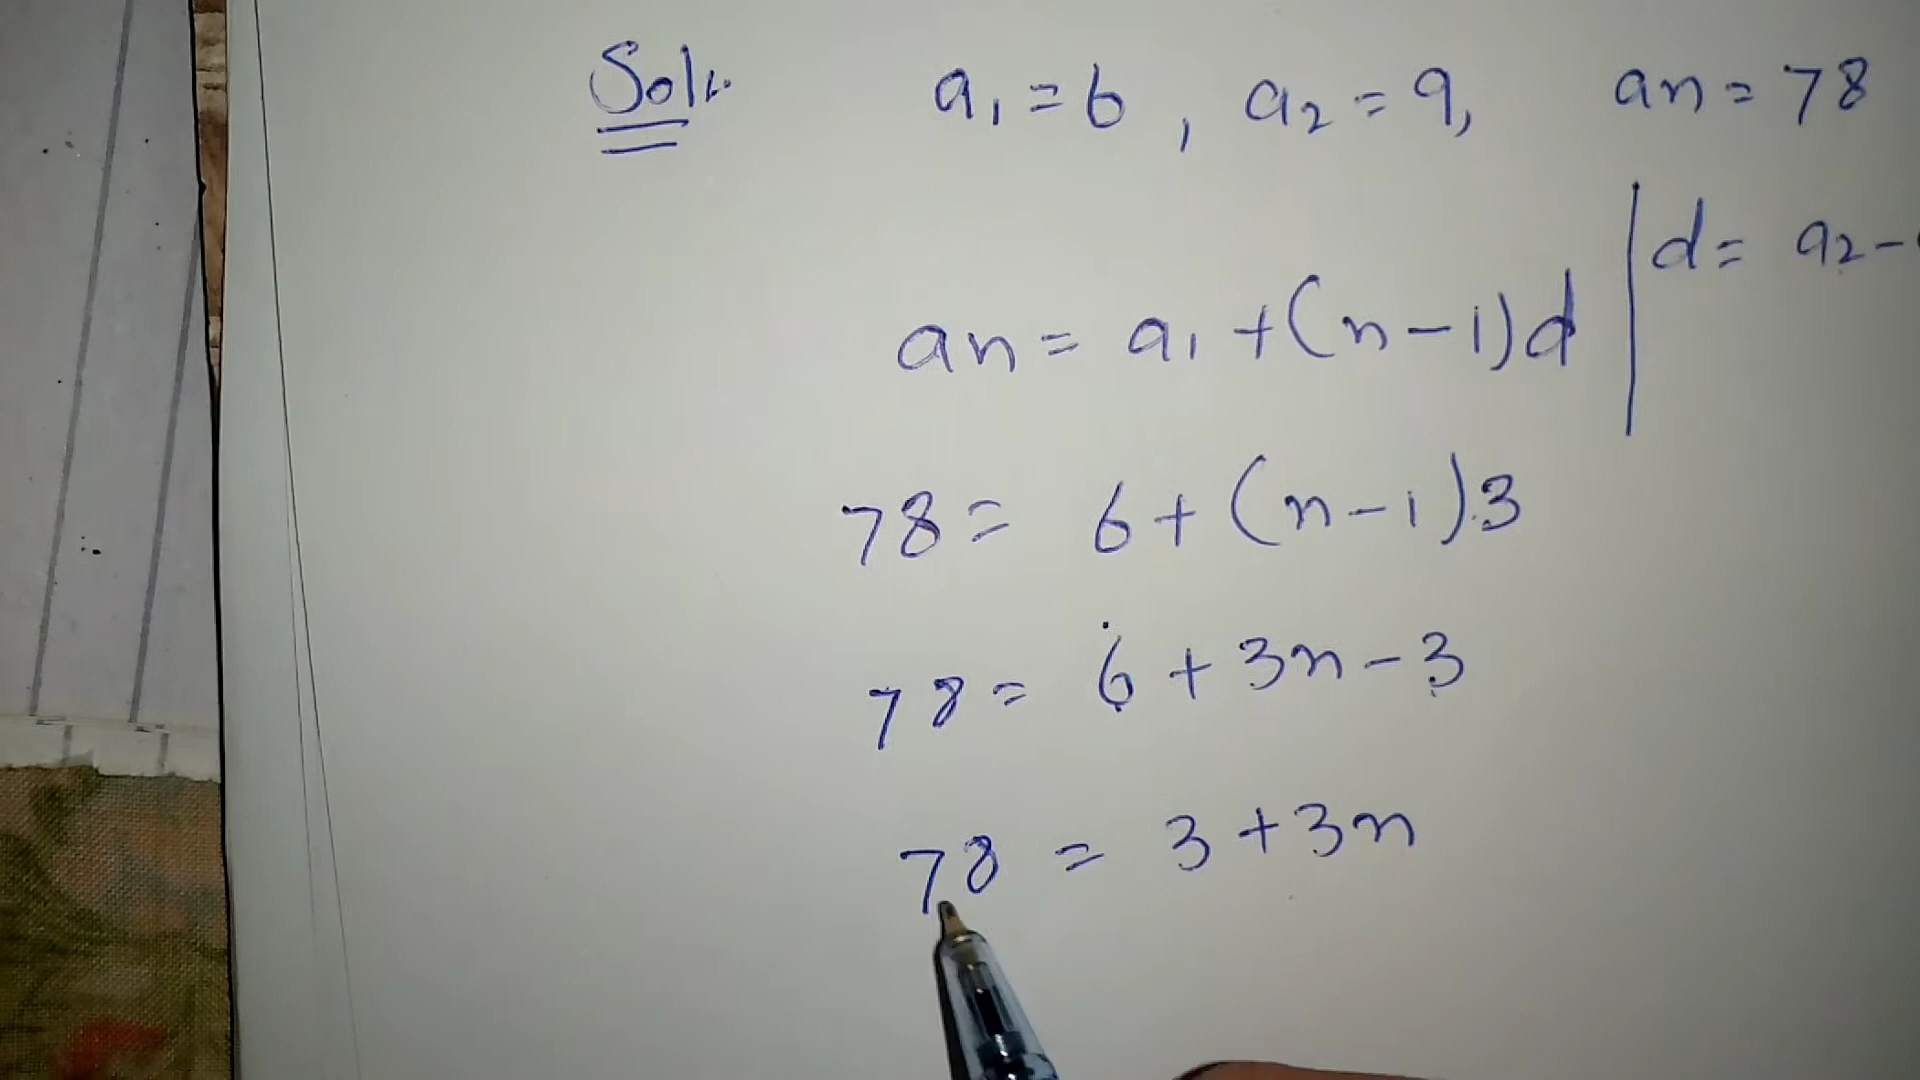 Soln. a₁ = 6 , a₂ = 9, an = 78
d = a₂ -
an = a₁ + (n - 1) d
78 = 6 + (n - 1) . 3
78 = 6 + 3n - 3
78 = 3 + 3n